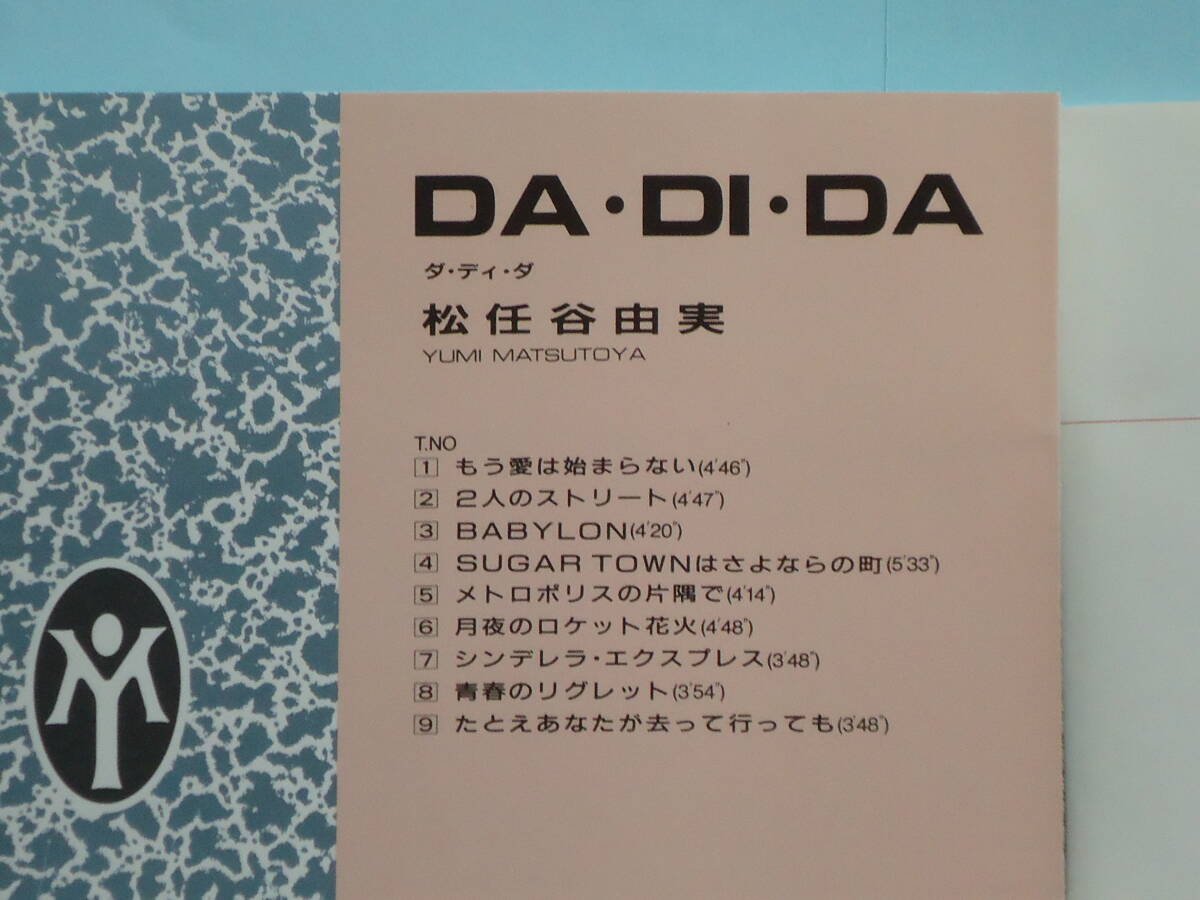 DA・DI・DA
ダ・ディ・ダ
松任谷由実
YUMI MATSUTOYA
T.NO
1 もう愛は始まらない(4'46")
2 2人のストリート(4'47")
3 BABYLON(4'20")
4 SUGAR TOWNはさよならの町(5'33")
5 メトロポリスの片隅で(4'14")
6 月夜のロケット花火(4'48")
7 シンデレラ・エクスプレス(3'48")
8 青春のリグレット(3'54")
9 たとえあなたが去って行っても(3'48")
YM